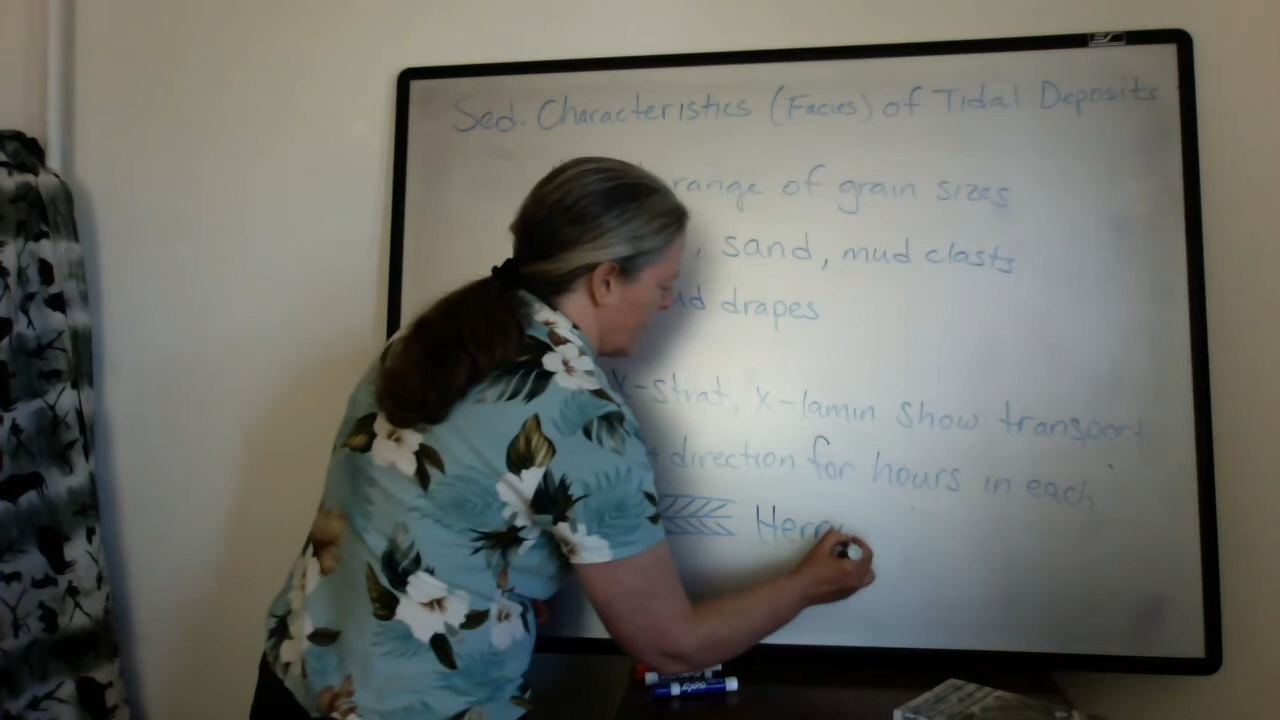 Sed. Characteristics (Facies) of Tidal Deposits
range of grain sizes
, sand, mud clasts
drapes
x-strat, x-lamin show transport
direction for hours in each
Herr